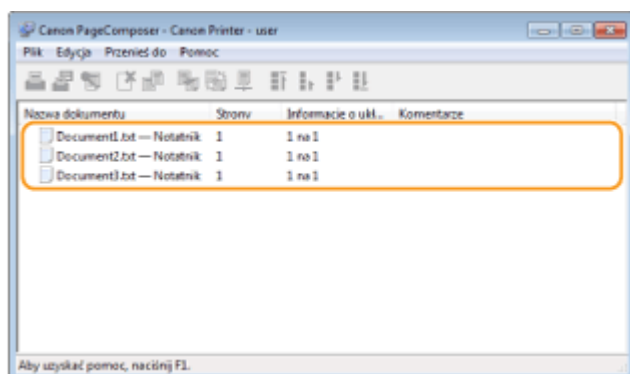 Canon PageComposer - Canon Printer - user
Plik Edycja Przenieś do Pomoc
Nazwa dokumentu Strony Informacje o ukł... Komentarze
Document1.txt — Notatnik 1 1 na 1
Document2.txt — Notatnik 1 1 na 1
Document3.txt — Notatnik 1 1 na 1
Aby uzyskać pomoc, naciśnij F1.